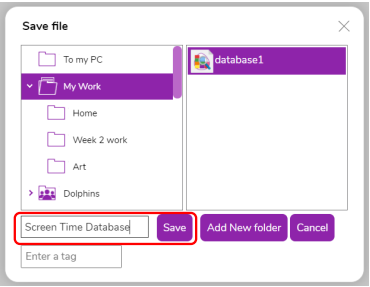 Save file
To my PC
My Work
Home
Week 2 work
Art
Dolphins
database1
Screen Time Database
Save
Add New folder
Cancel
Enter a tag